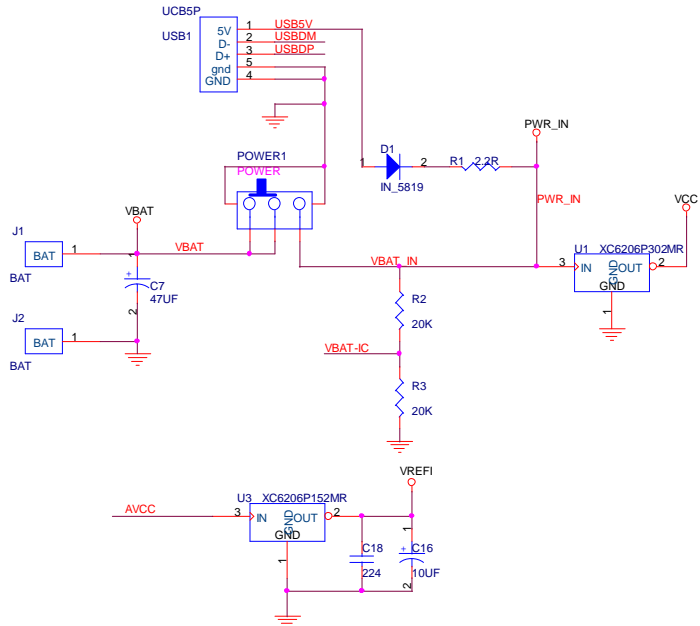 UCB5P
USB1
5V 1 USB5V
D- 2 USBDM
D+ 3 USBDP
gnd 5
GND 4
POWER1
POWER
1 D1 2
IN_5819
R1 2.2R
PWR_IN
PWR_IN
VCC
VBAT
J1
BAT 1
BAT
VBAT
1
+
C7
47UF
2
J2
BAT 1
BAT
VBAT_IN
U1 XC6206P302MR
3 IN GND OUT 2
GND
1
R2
20K
VBAT-IC
R3
20K
VREFI
U3 XC6206P152MR
AVCC
3 IN GND OUT 2
GND
1
C18
224
1
+
C16
10UF
2